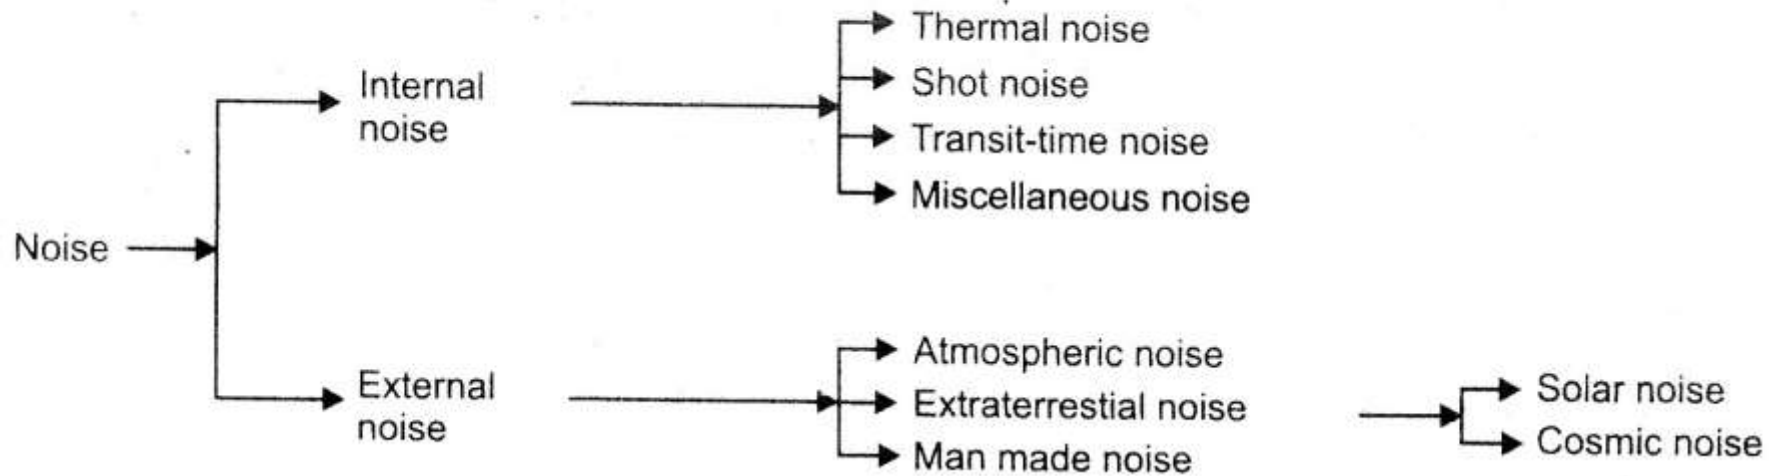 Noise
Internal
noise
Thermal noise
Shot noise
Transit-time noise
Miscellaneous noise
External
noise
Atmospheric noise
Extraterrestial noise
Man made noise
Solar noise
Cosmic noise